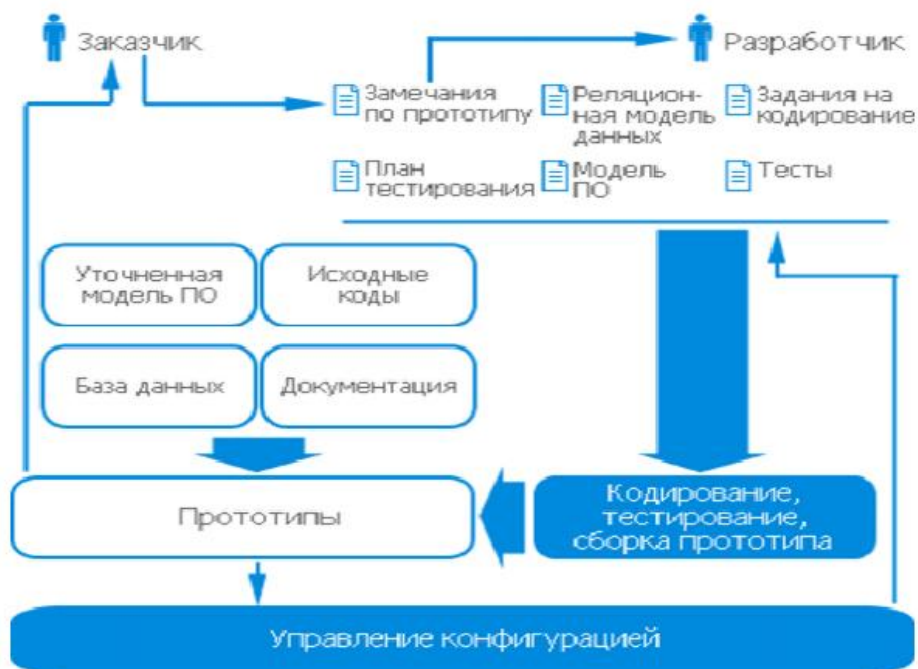 Заказчик
Разработчик
Замечания
по прототипу
Реляцион-
ная модель
данных
Задания на
кодирование
План
тестирования
Модель
ПО
Тесты
Уточненная
модель ПО
Исходные
коды
База данных
Документация
Прототипы
Кодирование,
тестирование,
сборка прототипа
Управление конфигурацией